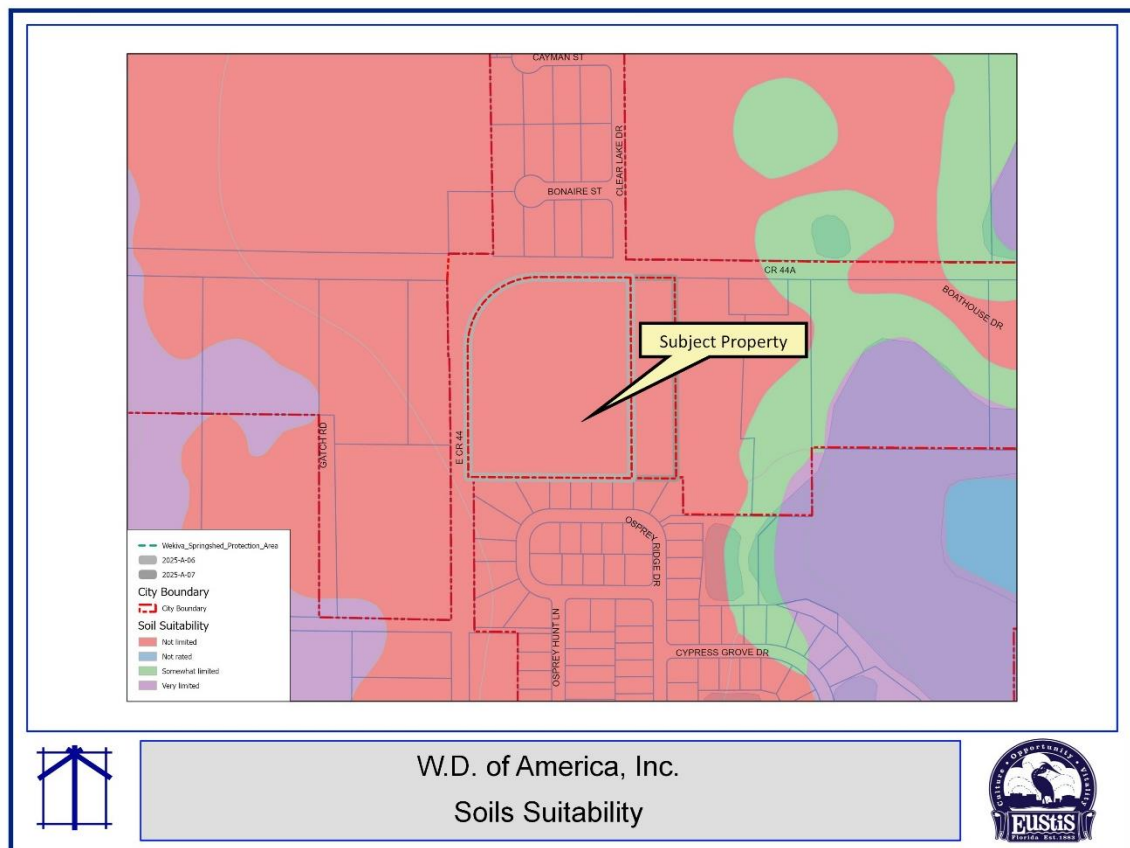 CAYMAN ST
CLEAR LAKE DR
BONAIRE ST
CR 44A
BOATHOUSE DR
Subject Property
GATCH RD
E CR 44
OSPREY RIDGE DR
OSPREY HUNT LN
CYPRESS GROVE DR
Wekiva_Springshed_Protection_Area
2025-A-06
2025-A-07
City Boundary
City Boundary
Soil Suitability
Not limited
Not rated
Somewhat limited
Very limited
W.D. of America, Inc.
Soils Suitability
Culture • Opportunity • Vitality
EUSTIS
Florida Est.1883